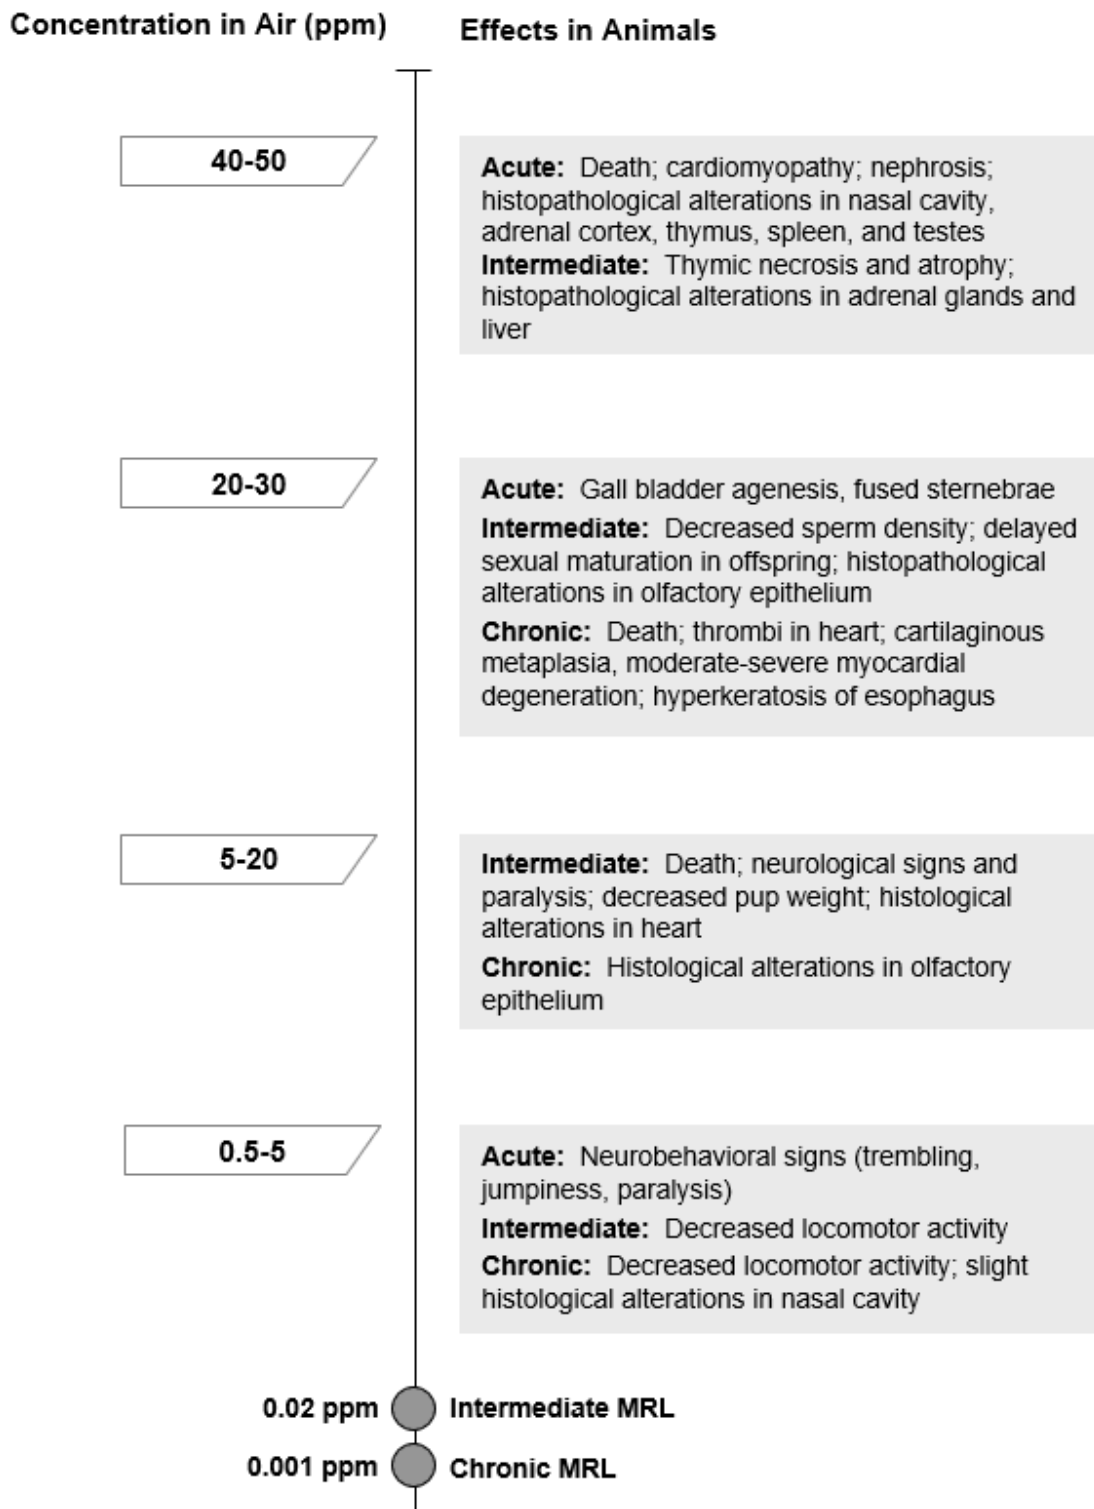 Concentration in Air (ppm)
Effects in Animals
40-50
Acute: Death; cardiomyopathy; nephrosis;
histopathological alterations in nasal cavity,
adrenal cortex, thymus, spleen, and testes
Intermediate: Thymic necrosis and atrophy;
histopathological alterations in adrenal glands and
liver
20-30
Acute: Gall bladder agenesis, fused sternebrae
Intermediate: Decreased sperm density; delayed
sexual maturation in offspring; histopathological
alterations in olfactory epithelium
Chronic: Death; thrombi in heart; cartilaginous
metaplasia, moderate-severe myocardial
degeneration; hyperkeratosis of esophagus
5-20
Intermediate: Death; neurological signs and
paralysis; decreased pup weight; histological
alterations in heart
Chronic: Histological alterations in olfactory
epithelium
0.5-5
Acute: Neurobehavioral signs (trembling,
jumpiness, paralysis)
Intermediate: Decreased locomotor activity
Chronic: Decreased locomotor activity; slight
histological alterations in nasal cavity
0.02 ppm Intermediate MRL
0.001 ppm Chronic MRL